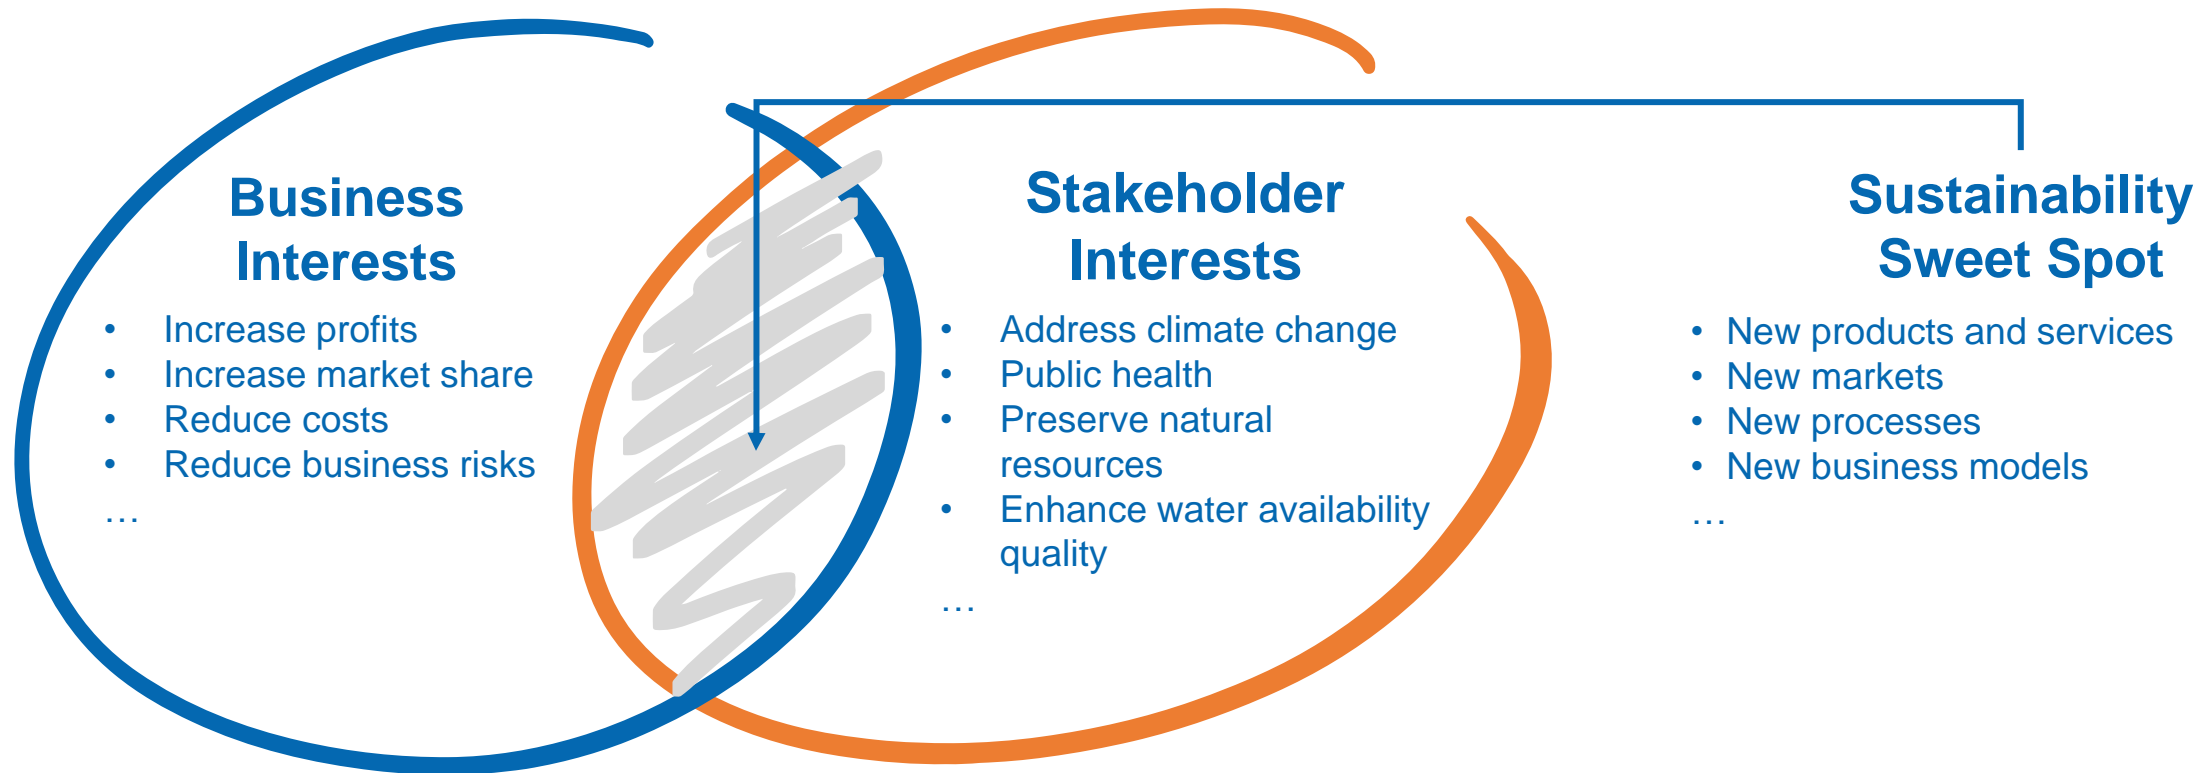 Business
Interests
• Increase profits
• Increase market share
• Reduce costs
• Reduce business risks
…
Stakeholder
Interests
• Address climate change
• Public health
• Preserve natural
resources
• Enhance water availability
quality
…
Sustainability
Sweet Spot
• New products and services
• New markets
• New processes
• New business models
…